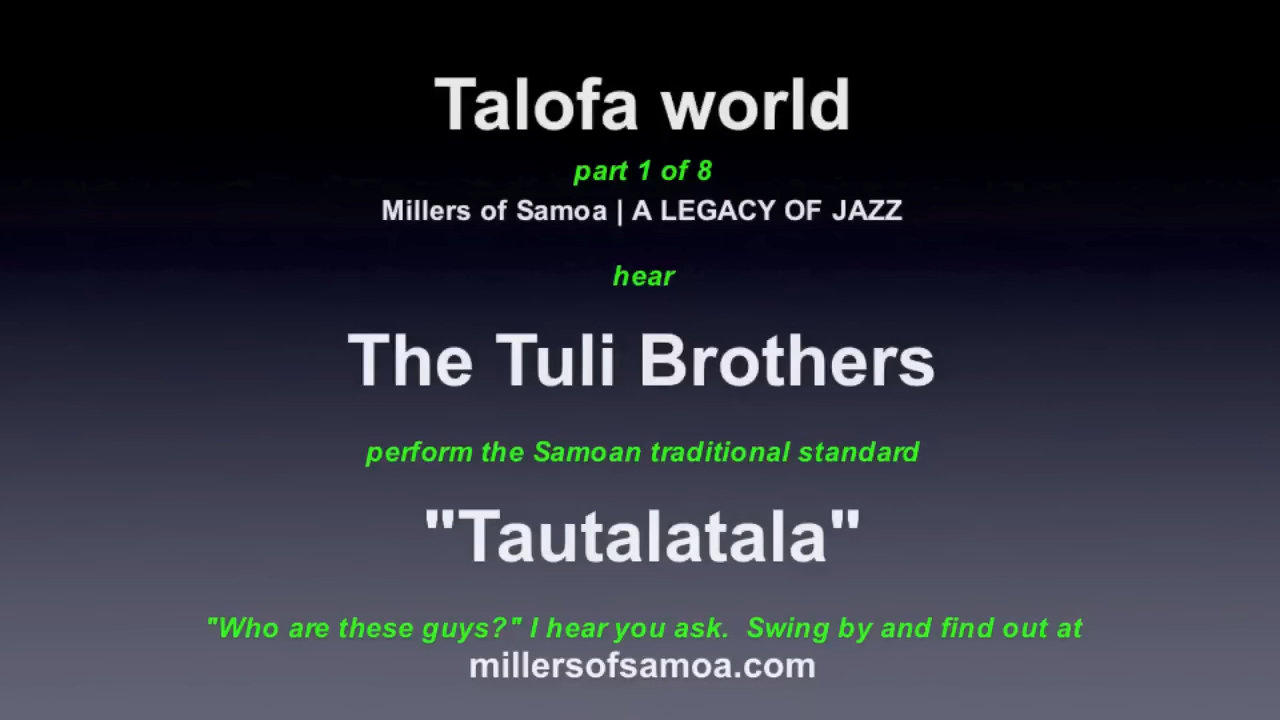 Talofa world
part 1 of 8
Millers of Samoa | A LEGACY OF JAZZ
hear
The Tuli Brothers
perform the Samoan traditional standard
"Tautalatala"
"Who are these guys?" I hear you ask.  Swing by and find out at
millersofsamoa.com